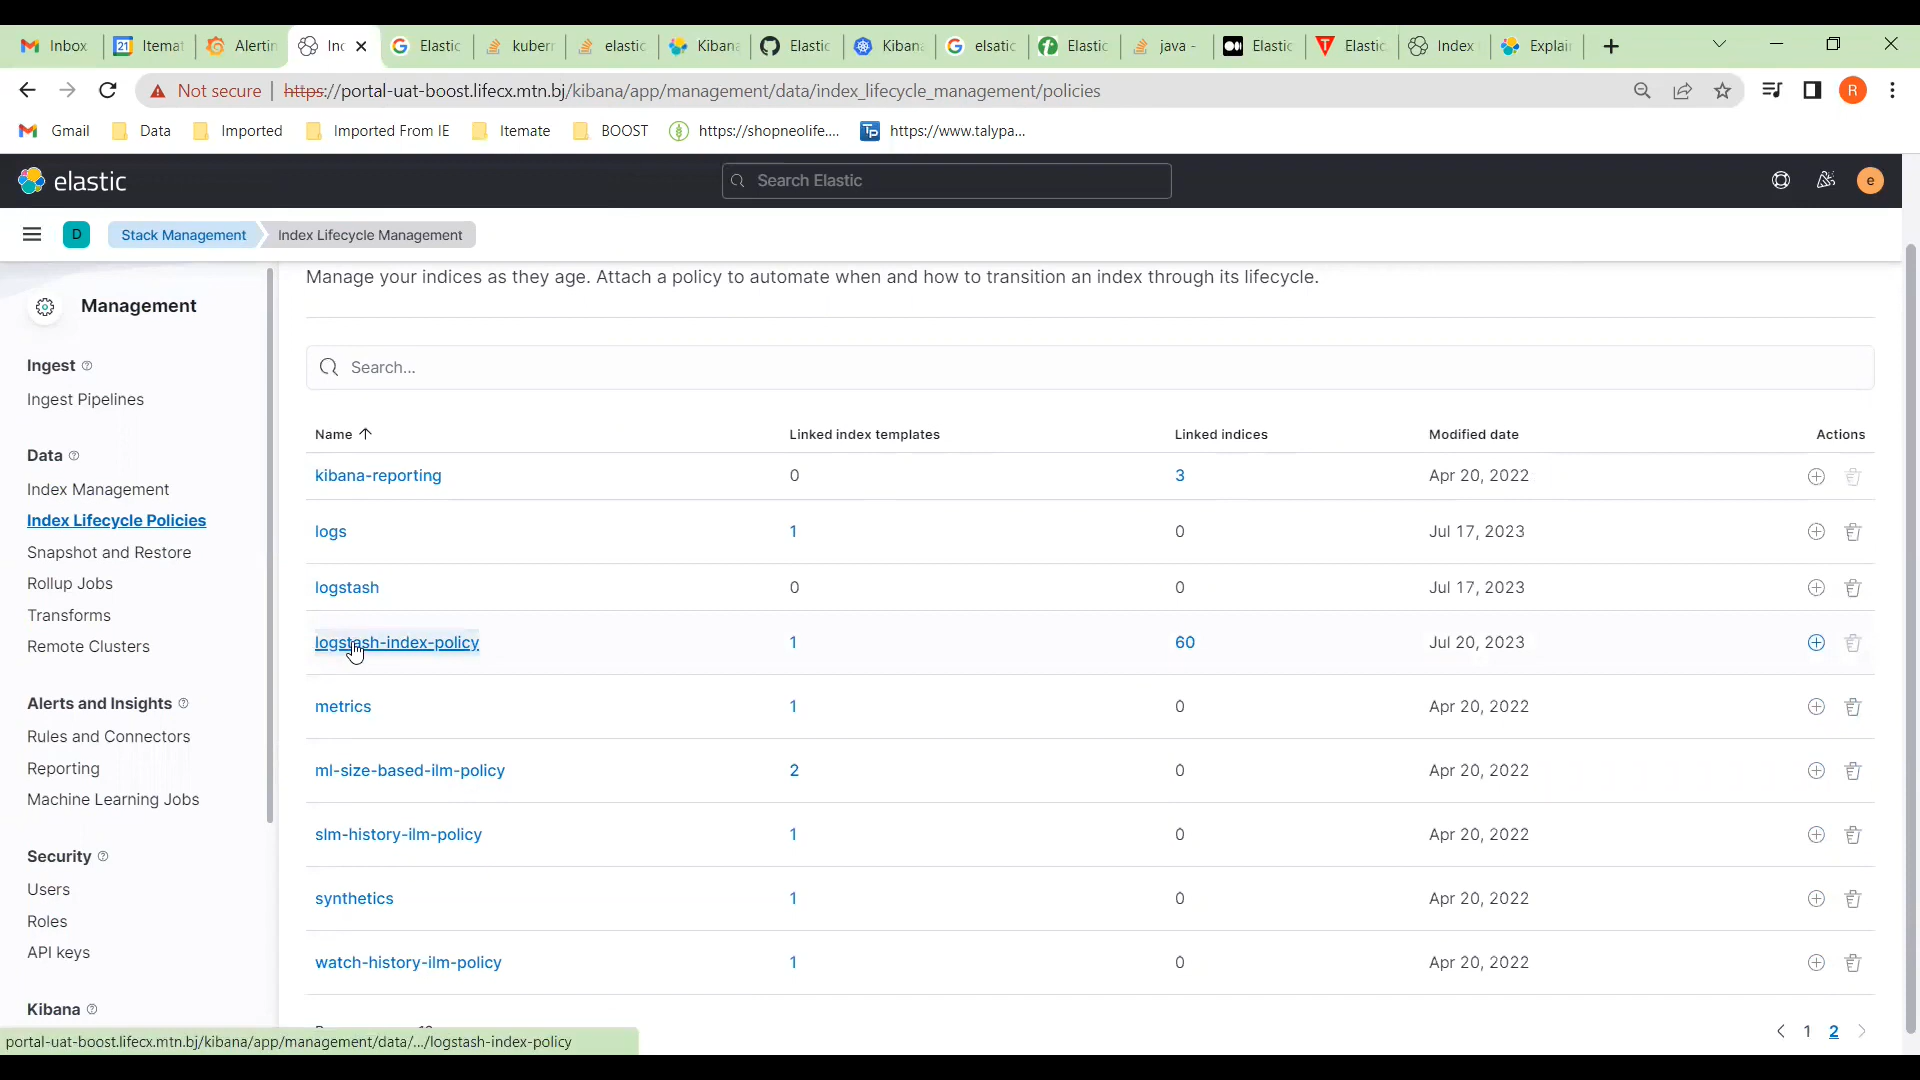 Inbox
31 Itemat
Alertin
Inc
Elastic
kubern
elastic
Kibana
Elastic
Kibana
elsatic
Elastic
java -
Elastic
Elastic
Index
Explain
Not secure https://portal-uat-boost.lifecx.mtn.bj/kibana/app/management/data/index_lifecycle_management/policies
R
Gmail Data Imported Imported From IE Itemate BOOST https://shopneolife.... https://www.talypa...
elastic
Search Elastic
e
D Stack Management Index Lifecycle Management
Manage your indices as they age. Attach a policy to automate when and how to transition an index through its lifecycle.
Management
Ingest
Ingest Pipelines
Data
Index Management
Index Lifecycle Policies
Snapshot and Restore
Rollup Jobs
Transforms
Remote Clusters
Alerts and Insights
Rules and Connectors
Reporting
Machine Learning Jobs
Security
Users
Roles
API keys
Kibana
Search...
Name Linked index templates Linked indices Modified date Actions
kibana-reporting 0 3 Apr 20, 2022
logs 1 0 Jul 17, 2023
logstash 0 0 Jul 17, 2023
logstash-index-policy 1 60 Jul 20, 2023
metrics 1 0 Apr 20, 2022
ml-size-based-ilm-policy 2 0 Apr 20, 2022
slm-history-ilm-policy 1 0 Apr 20, 2022
synthetics 1 0 Apr 20, 2022
watch-history-ilm-policy 1 0 Apr 20, 2022
1 2
portal-uat-boost.lifecx.mtn.bj/kibana/app/management/data/.../logstash-index-policy